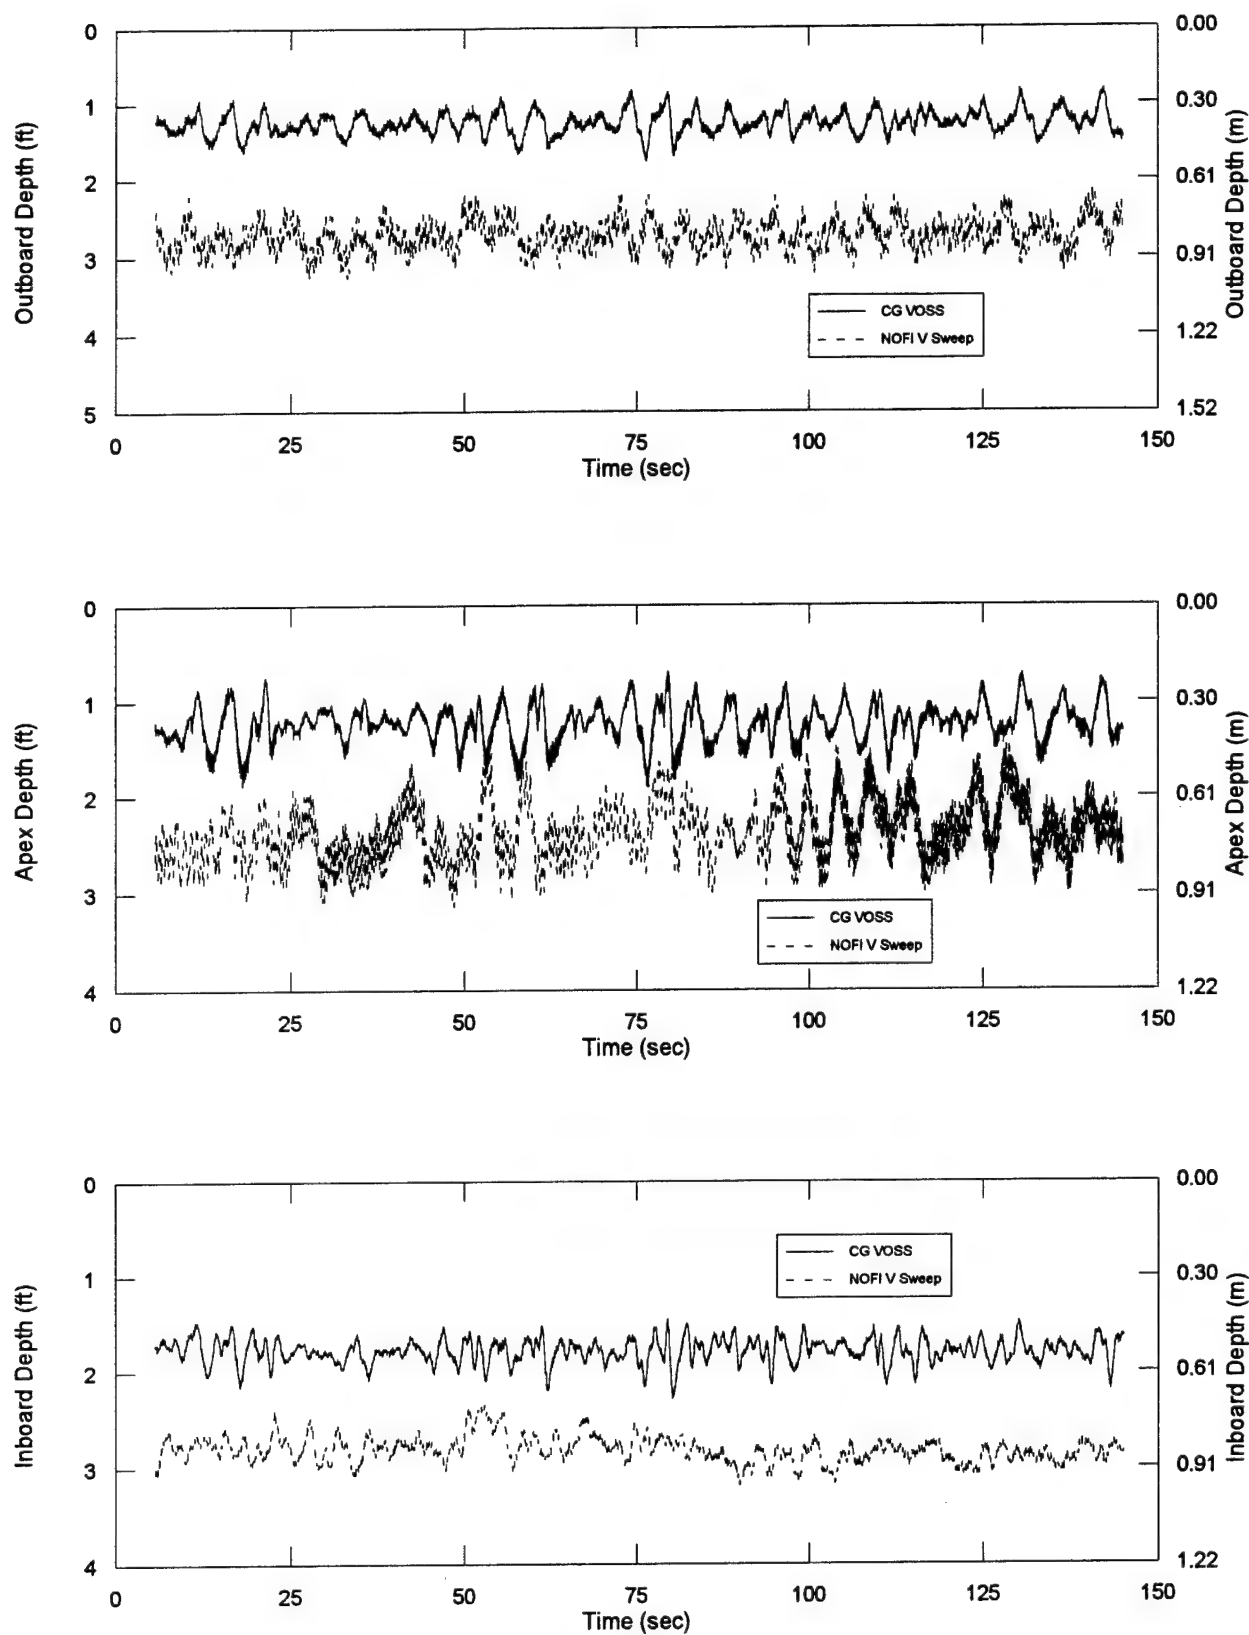 0
1
2
3
4
5
Outboard Depth (ft)
0.00
0.30
0.61
0.91
1.22
1.52
Outboard Depth (m)
CG VOSS
NOFI V Sweep
0 25 50 75 100 125 150
Time (sec)
0
1
2
3
4
Apex Depth (ft)
0.00
0.30
0.61
0.91
1.22
Apex Depth (m)
CG VOSS
NOFI V Sweep
0 25 50 75 100 125 150
Time (sec)
0
1
2
3
4
Inboard Depth (ft)
0.00
0.30
0.61
0.91
1.22
Inboard Depth (m)
CG VOSS
NOFI V Sweep
0 25 50 75 100 125 150
Time (sec)